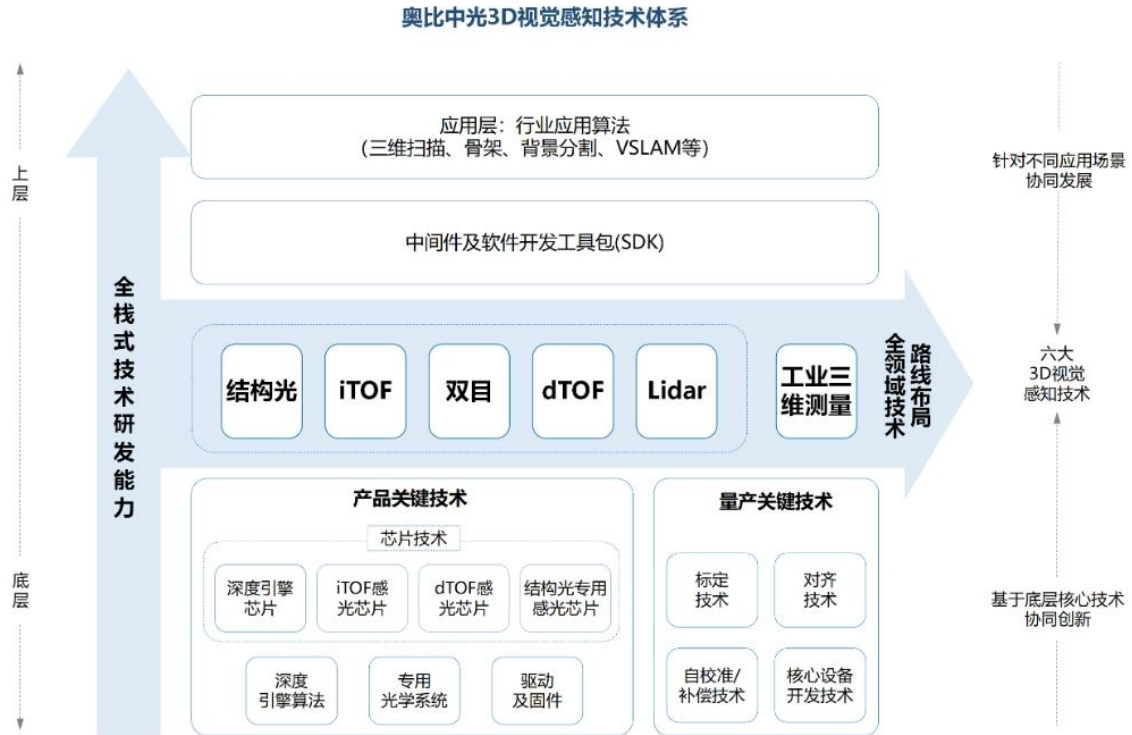 奥比中光3D视觉感知技术体系
上
层
底
层
全
栈
式
技
术
研
发
能
力
应用层：行业应用算法
（三维扫描、骨架、背景分割、VSLAM等）
中间件及软件开发工具包(SDK)
结构光
iTOF
双目
dTOF
Lidar
工业三
维测量
全领域技术
路线布局
产品关键技术
芯片技术
深度引擎
芯片
iTOF感
光芯片
dTOF感
光芯片
结构光专用
感光芯片
深度
引擎算法
专用
光学系统
驱动
及固件
量产关键技术
标定
技术
对齐
技术
自校准/
补偿技术
核心设备
开发技术
针对不同应用场景
协同发展
六大
3D视觉
感知技术
基于底层核心技术
协同创新